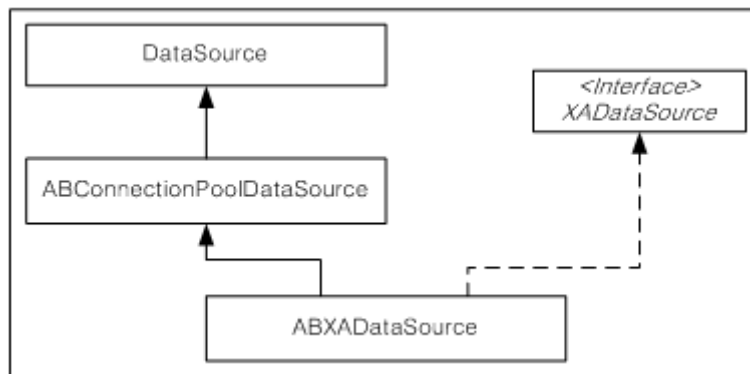 DataSource
<Interface>
XADataSource
ABConnectionPoolDataSource
ABXADataSource